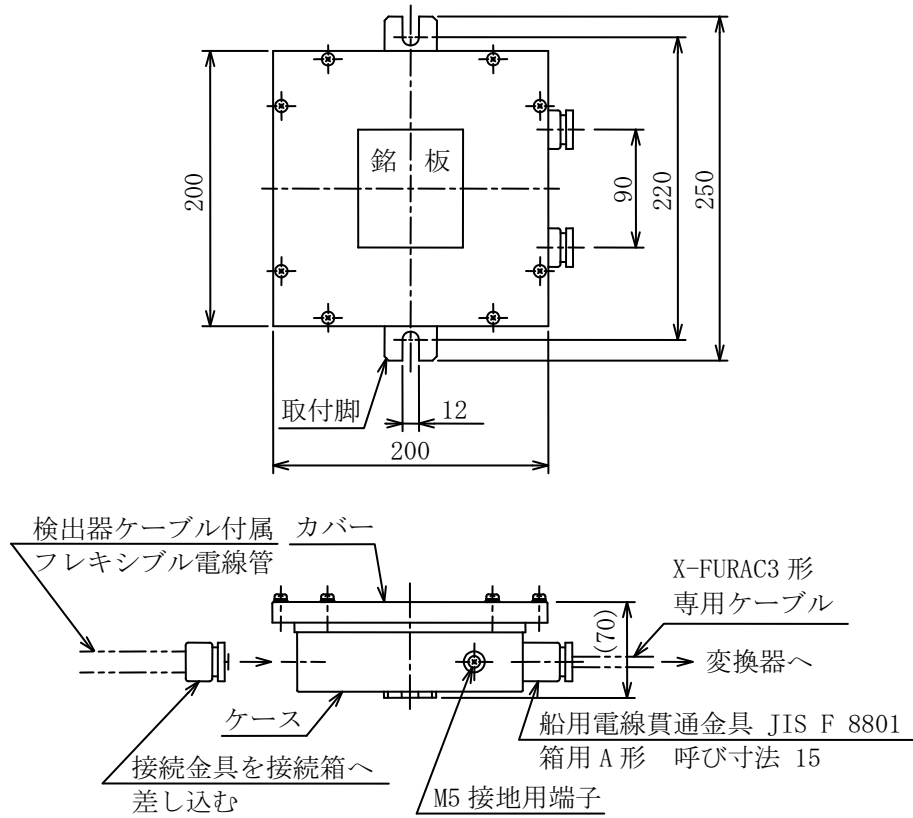 銘 板
200
90
220
250
取付脚
12
200
検出器ケーブル付属
フレキシブル電線管
カバー
X-FURAC3 形
専用ケーブル
(70)
変換器へ
ケース
船用電線貫通金具 JIS F 8801
箱用 A 形 呼び寸法 15
接続金具を接続箱へ
差し込む
M5 接地用端子